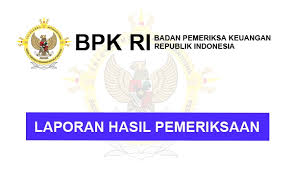 BPK RI
BADAN PEMERIKSA KEUANGAN
REPUBLIK INDONESIA
LAPORAN HASIL PEMERIKSAAN